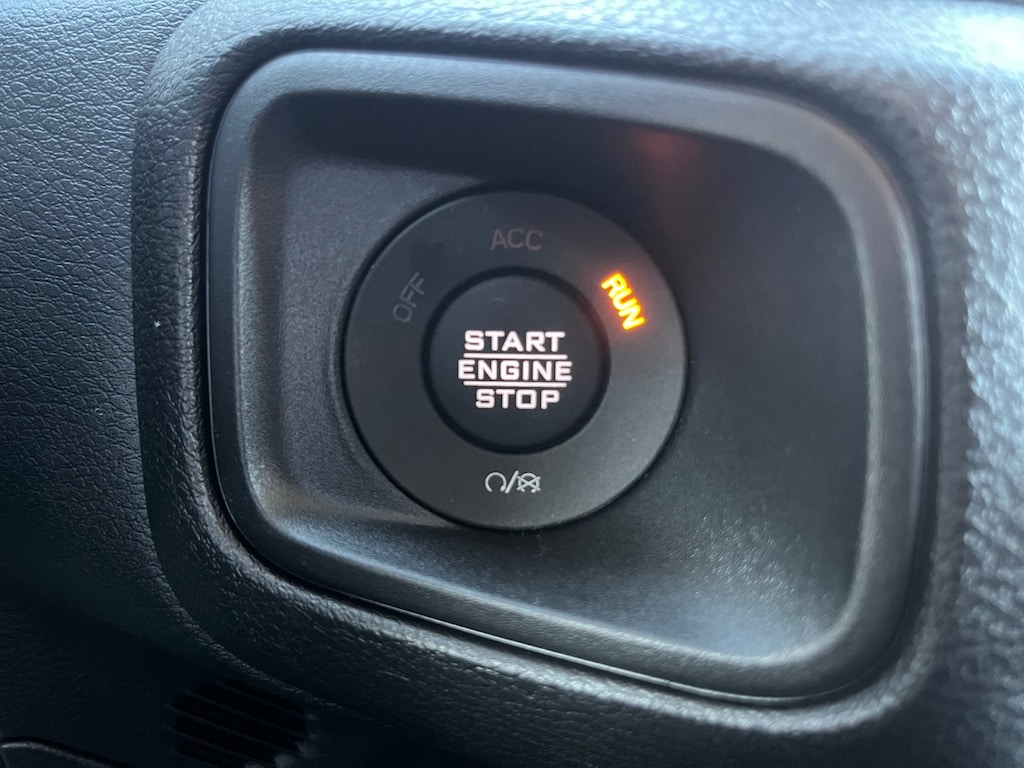 ACC
OFF
RUN
START
ENGINE
STOP